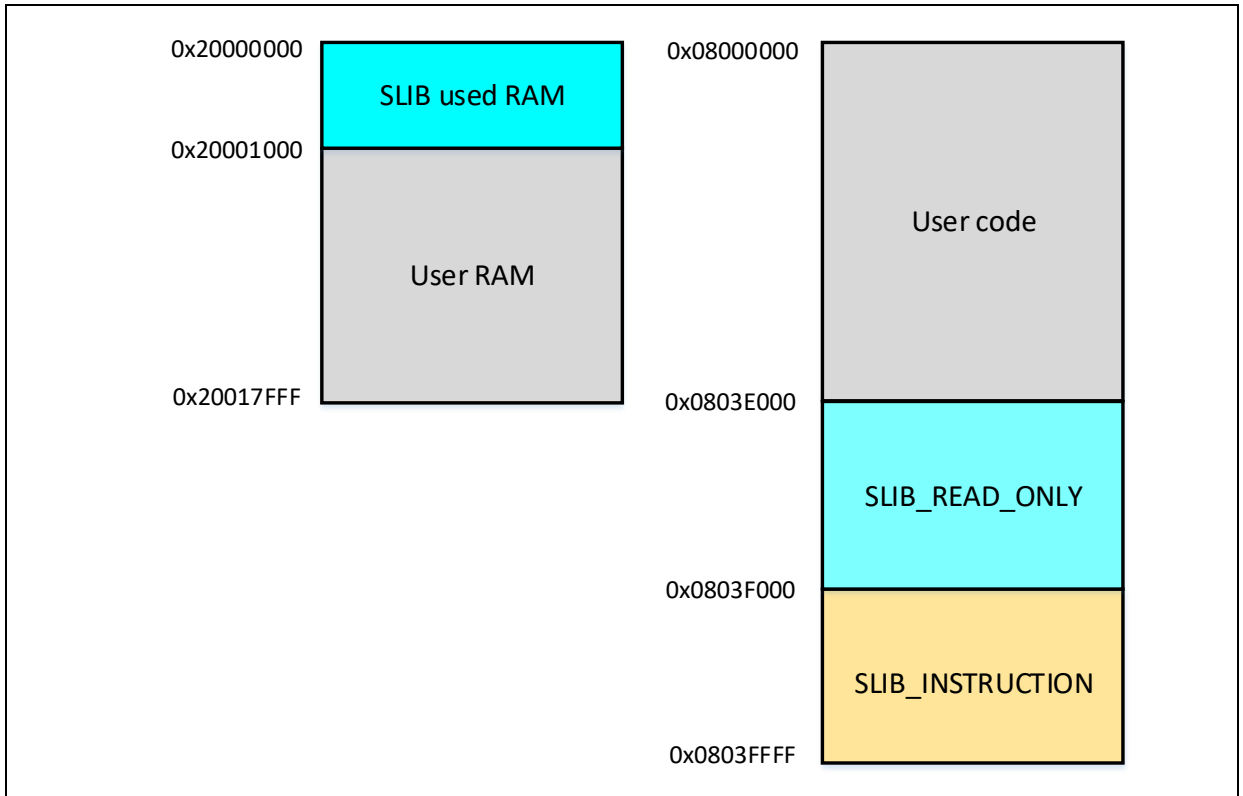 0x20000000
SLIB used RAM
0x20001000
User RAM
0x20017FFF
0x08000000
User code
0x0803E000
SLIB_READ_ONLY
0x0803F000
SLIB_INSTRUCTION
0x0803FFFF